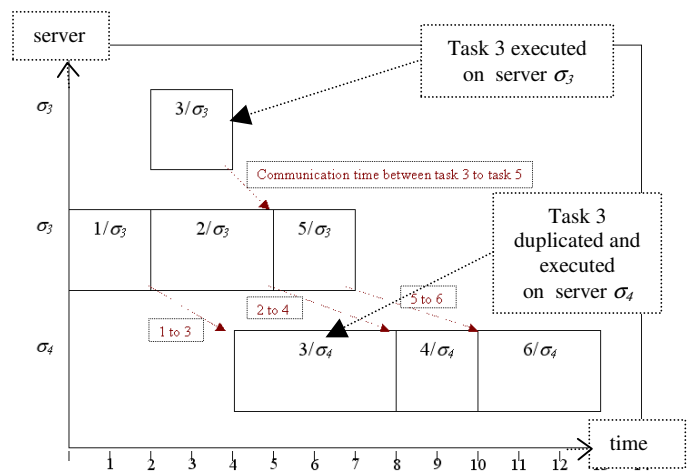 server
Task 3 executed
on server σ3
σ3
3/σ3
Communication time between task 3 to task 5
σ3
1/σ3
2/σ3
5/σ3
Task 3
duplicated and
executed
on server σ4
1 to 3
2 to 4
5 to 6
σ4
3/σ4
4/σ4
6/σ4
time
1 2 3 4 5 6 7 8 9 10 11 12